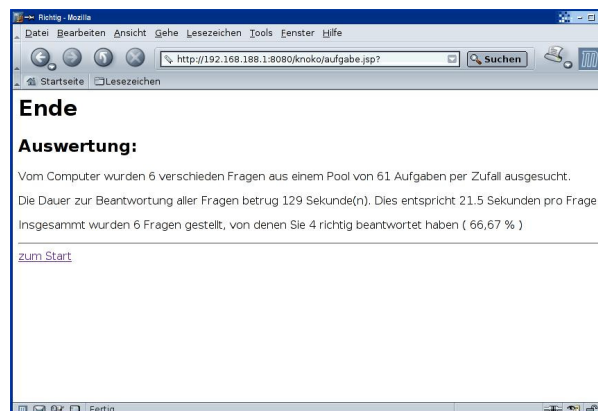 Richtig - Mozilla
Datei Bearbeiten Ansicht Gehe Lesezeichen Tools Fenster Hilfe
http://192.168.188.1:8080/knoko/aufgabe.jsp? Suchen
Startseite Lesezeichen
Ende
Auswertung:
Vom Computer wurden 6 verschieden Fragen aus einem Pool von 61 Aufgaben per Zufall ausgesucht.
Die Dauer zur Beantwortung aller Fragen betrug 129 Sekunde(n). Dies entspricht 21.5 Sekunden pro Frage
Insgesammt wurden 6 Fragen gestellt, von denen Sie 4 richtig beantwortet haben ( 66,67 % )
zum Start
Fertig